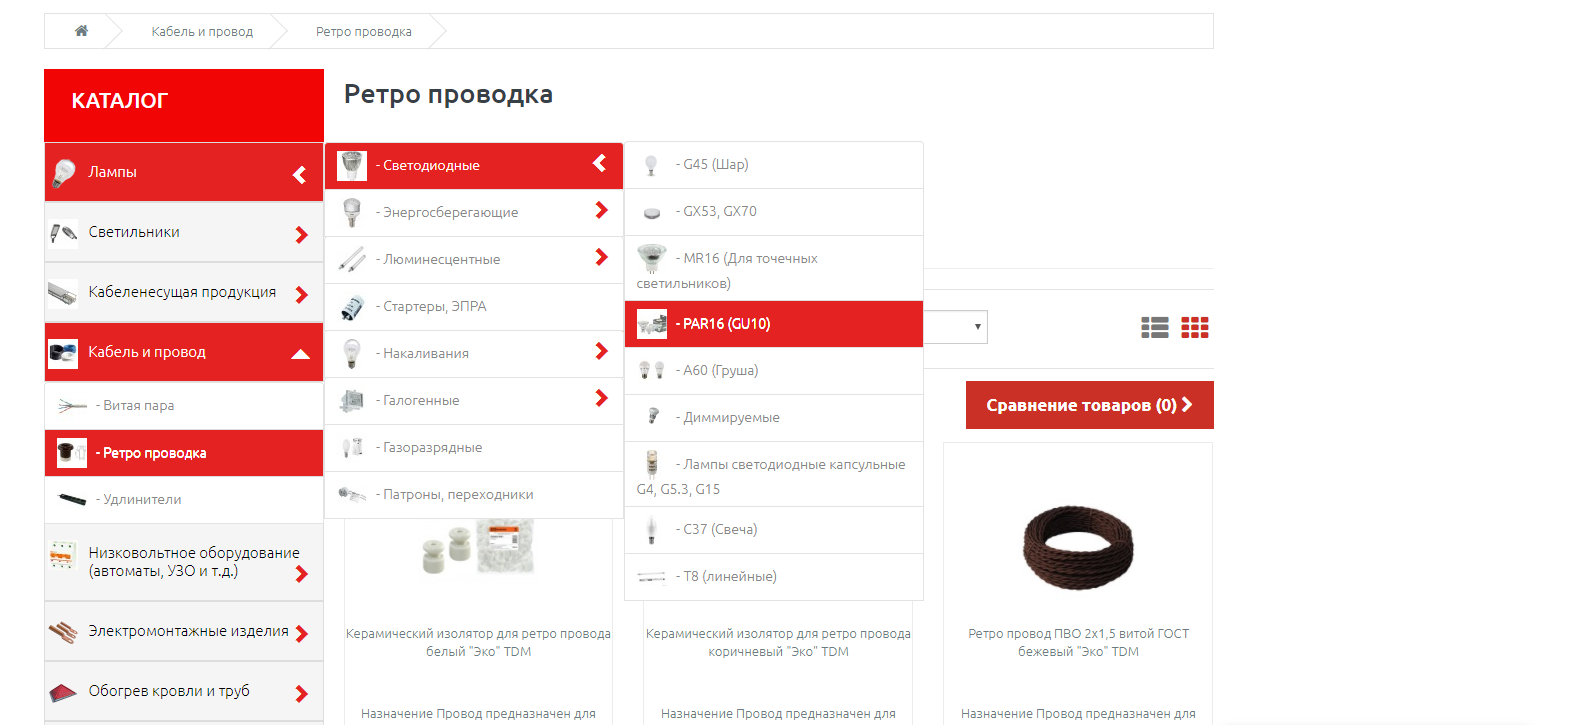 Кабель и провод
Ретро проводка
КАТАЛОГ
Ретро проводка
Лампы
Светильники
Кабеленесущая продукция
Кабель и провод
- Витая пара
- Ретро проводка
- Удлинители
Низковольтное оборудование
(автоматы, УЗО и т.д.)
Электромонтажные изделия
Обогрев кровли и труб
- Светодиодные
- Энергосберегающие
- Люминесцентные
- Стартеры, ЭПРА
- Накаливания
- Галогенные
- Газоразрядные
- Патроны, переходники
- G45 (Шар)
- GX53, GX70
- MR16 (Для точечных
светильников)
- PAR16 (GU10)
- A60 (Груша)
- Диммируемые
- Лампы светодиодные капсульные
G4, G5.3, G15
- C37 (Свеча)
- T8 (линейные)
Сравнение товаров (0)
Керамический изолятор для ретро провода
белый "Эко" TDM
Керамический изолятор для ретро провода
коричневый "Эко" TDM
Ретро провод ПВО 2х1,5 витой ГОСТ
бежевый "Эко" TDM
Назначение Провод предназначен для
Назначение Провод предназначен для
Назначение Провод предназначен для